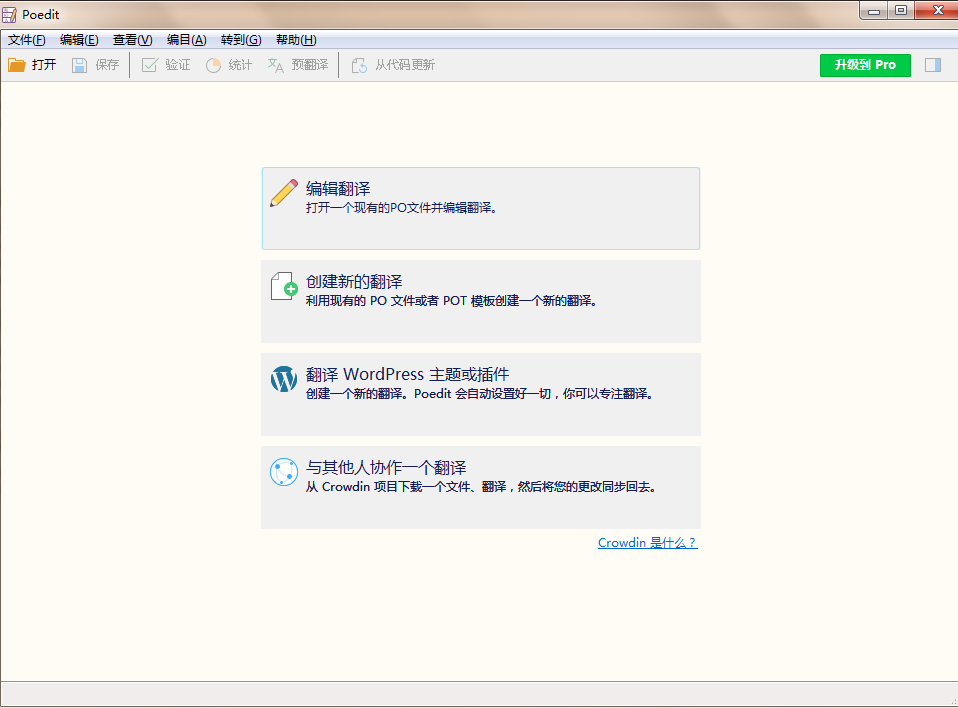 Poedit
文件(F) 编辑(E) 查看(V) 编目(A) 转到(G) 帮助(H)
打开 保存 验证 统计 预翻译 从代码更新 升级到 Pro
编辑翻译
打开一个现有的PO文件并编辑翻译。
创建新的翻译
利用现有的 PO 文件或者 POT 模板创建一个新的翻译。
翻译 WordPress 主题或插件
创建一个新的翻译。Poedit 会自动设置好一切，你可以专注翻译。
与其他人协作一个翻译
从 Crowdin 项目下载一个文件、翻译，然后将您的更改同步回去。
Crowdin 是什么？